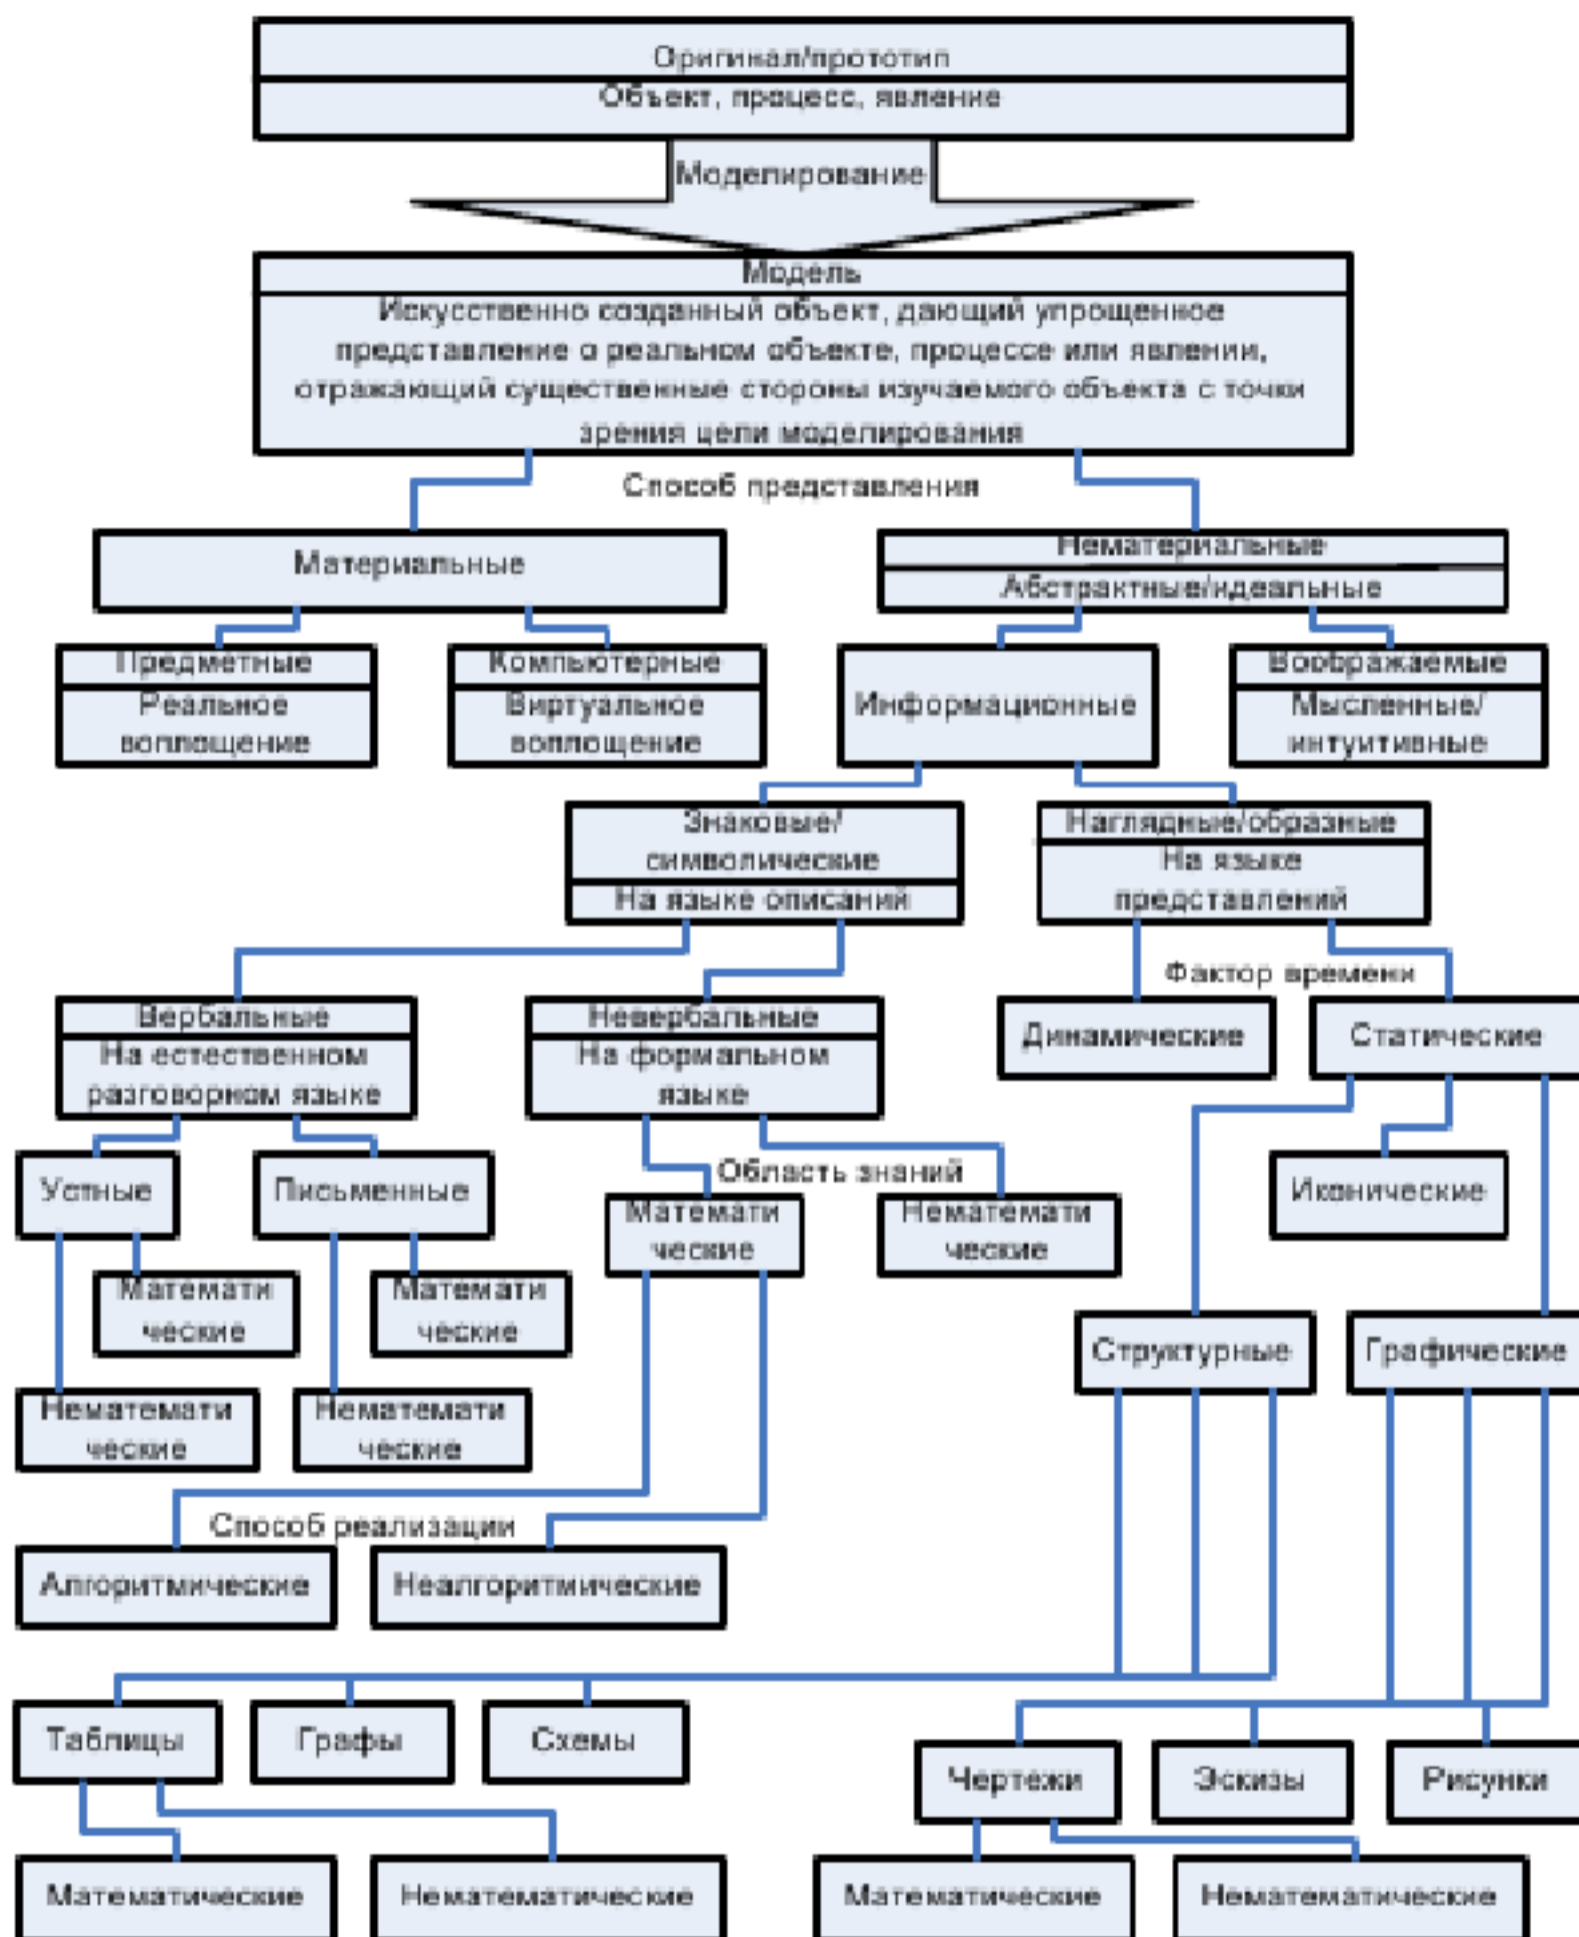 Оригинал/прототип
Объект, процесс, явление
Моделирование
Модель
Искусственно созданный объект, дающий упрощенное
представление о реальном объекте, процессе или явлении,
отражающий существенные стороны изучаемого объекта с точки
зрения цели моделирования
Способ представления
Материальные
Нематериальные
Абстрактные/идеальные
Предметные
Реальное
воплощение
Компьютерные
Виртуальное
воплощение
Информационные
Воображаемые
Мысленные/
интуитивные
Знаковые/
символические
На языке описаний
Наглядные/образные
На языке
представлений
Фактор времени
Вербальные
На естественном
разговорном языке
Невербальные
На формальном
языке
Динамические
Статические
Устные
Письменные
Область знаний
Математи
ческие
Нематемати
ческие
Иконические
Математи
ческие
Математи
ческие
Структурные
Графические
Нематемати
ческие
Нематемати
ческие
Способ реализации
Алгоритмические
Неалгоритмические
Таблицы
Графы
Схемы
Чертежи
Эскизы
Рисунки
Математические
Нематематические
Математические
Нематематические